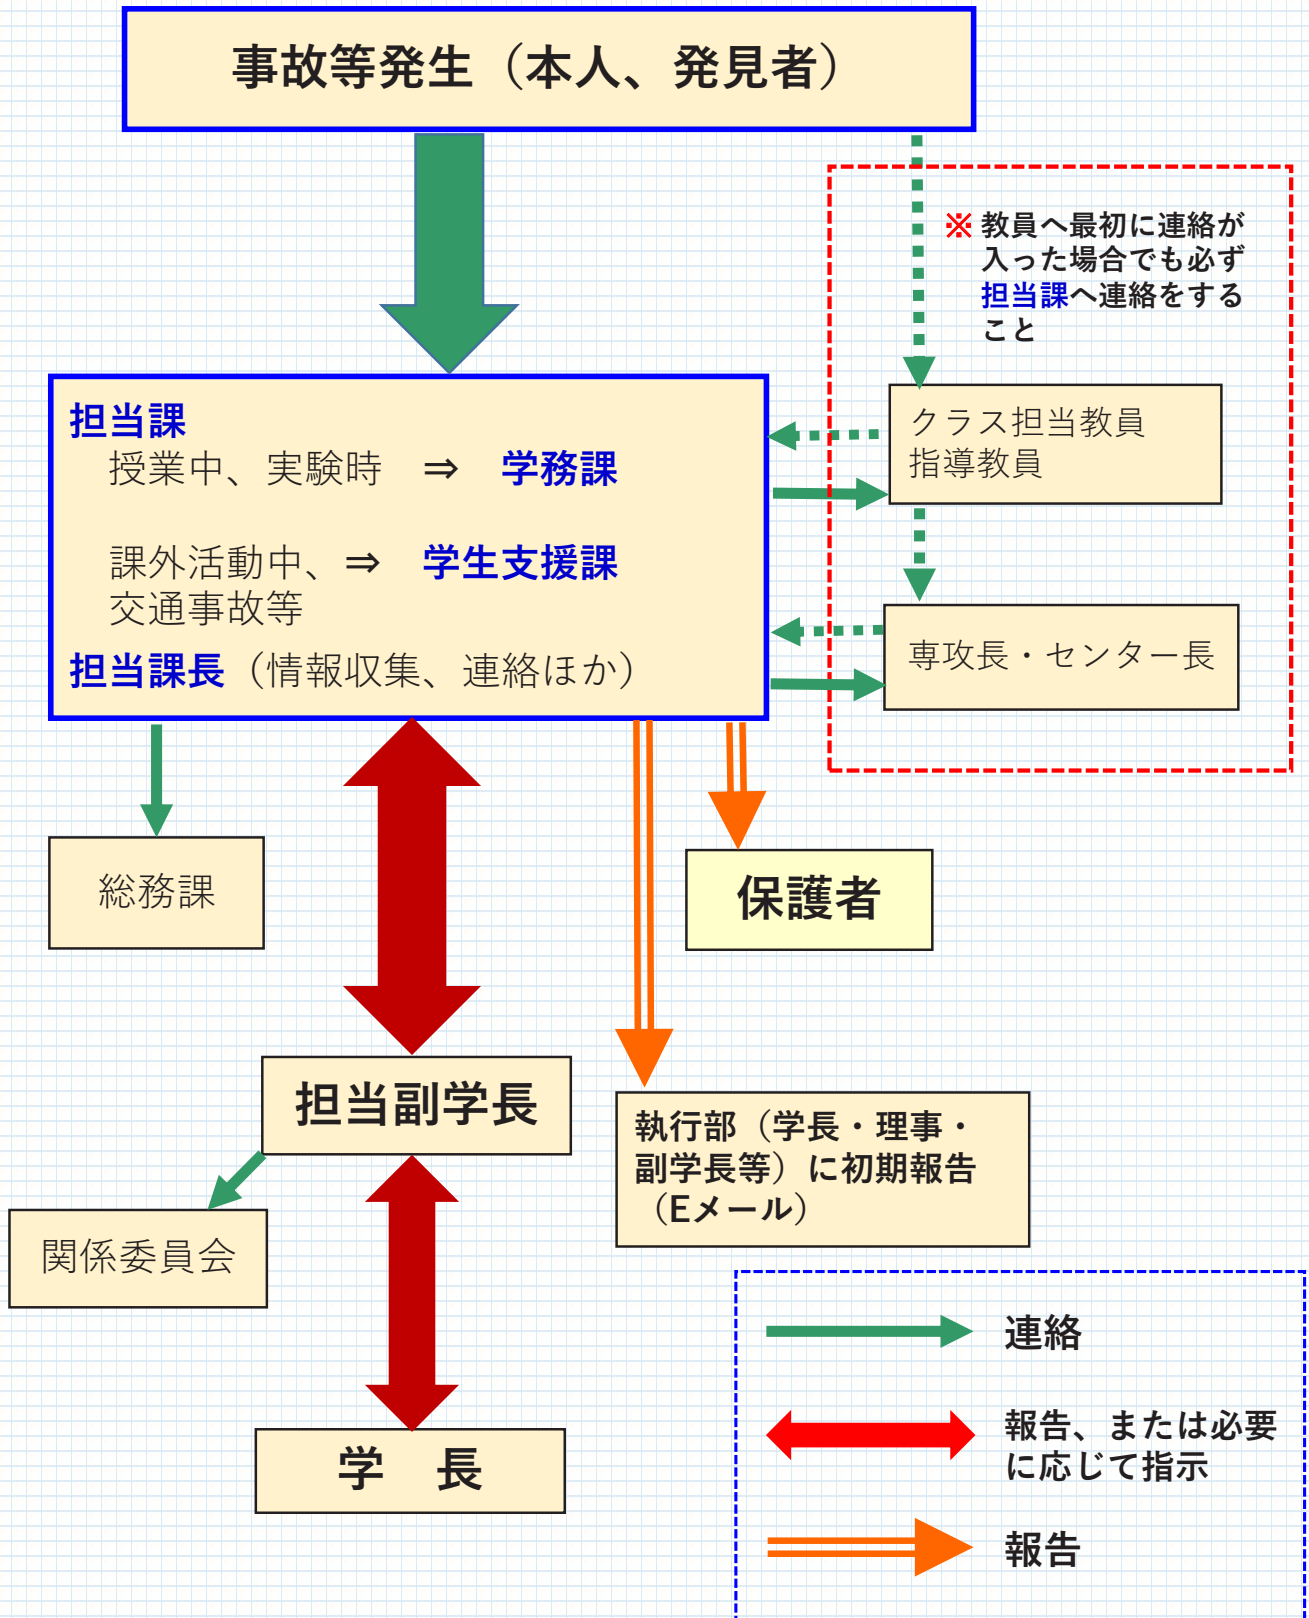 事故等発生（本人、発見者）
※ 教員へ最初に連絡が
入った場合でも必ず
担当課へ連絡をする
こと
担当課
授業中、実験時 ⇒ 学務課
課外活動中、⇒ 学生支援課
交通事故等
担当課長（情報収集、連絡ほか）
クラス担当教員
指導教員
専攻長・センター長
総務課
保護者
担当副学長
執行部（学長・理事・
副学長等）に初期報告
（Eメール）
関係委員会
学　長
連絡
報告、または必要
に応じて指示
報告